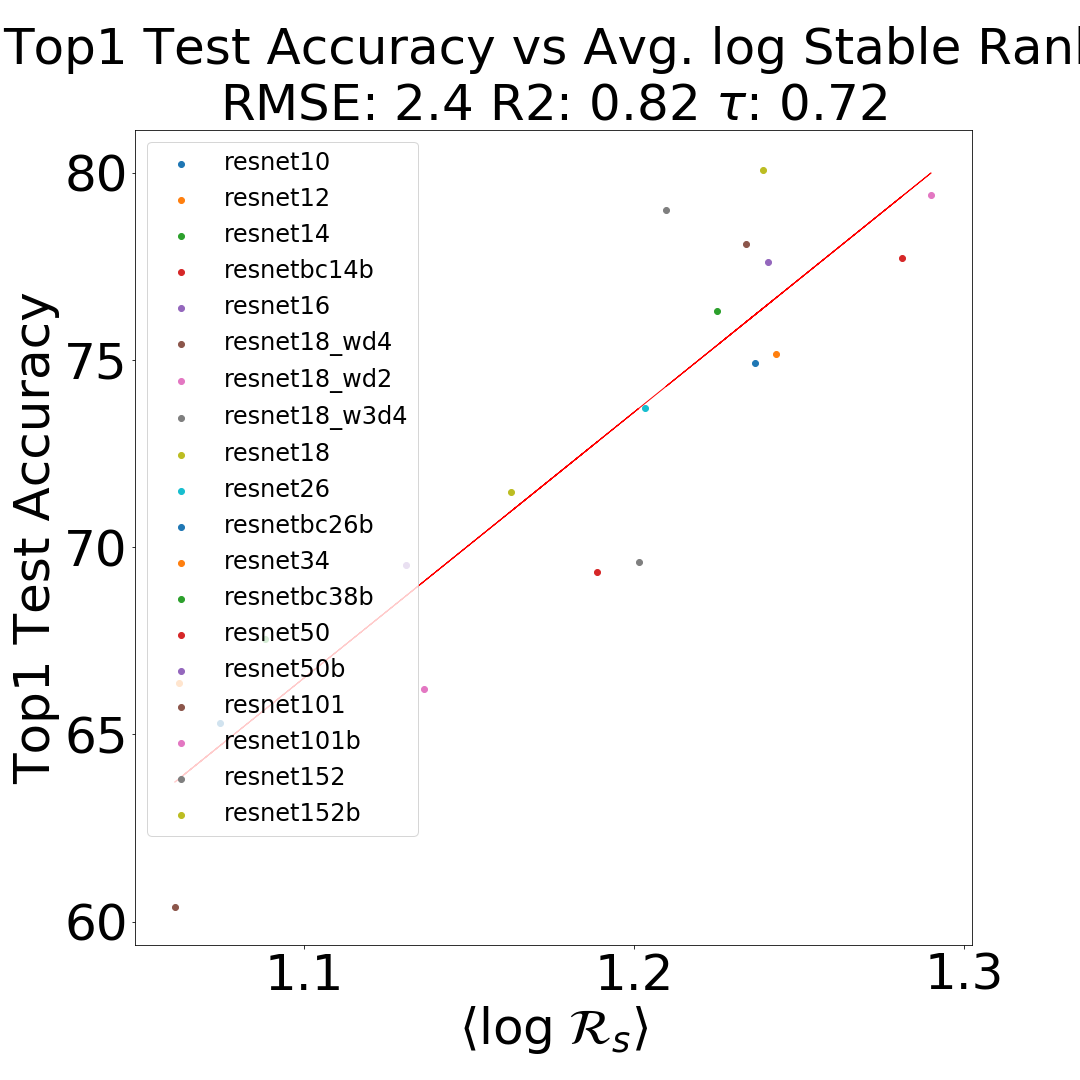 Top1 Test Accuracy vs Avg. log Stable Rank
RMSE: 2.4 R2: 0.82 τ: 0.72
resnet10
resnet12
resnet14
resnetbc14b
resnet16
resnet18_wd4
resnet18_wd2
resnet18_w3d4
resnet18
resnet26
resnetbc26b
resnet34
resnetbc38b
resnet50
resnet50b
resnet101
resnet101b
resnet152
resnet152b
80
75
70
65
60
Top1 Test Accuracy
1.1 1.2 1.3
⟨log ℛₛ⟩